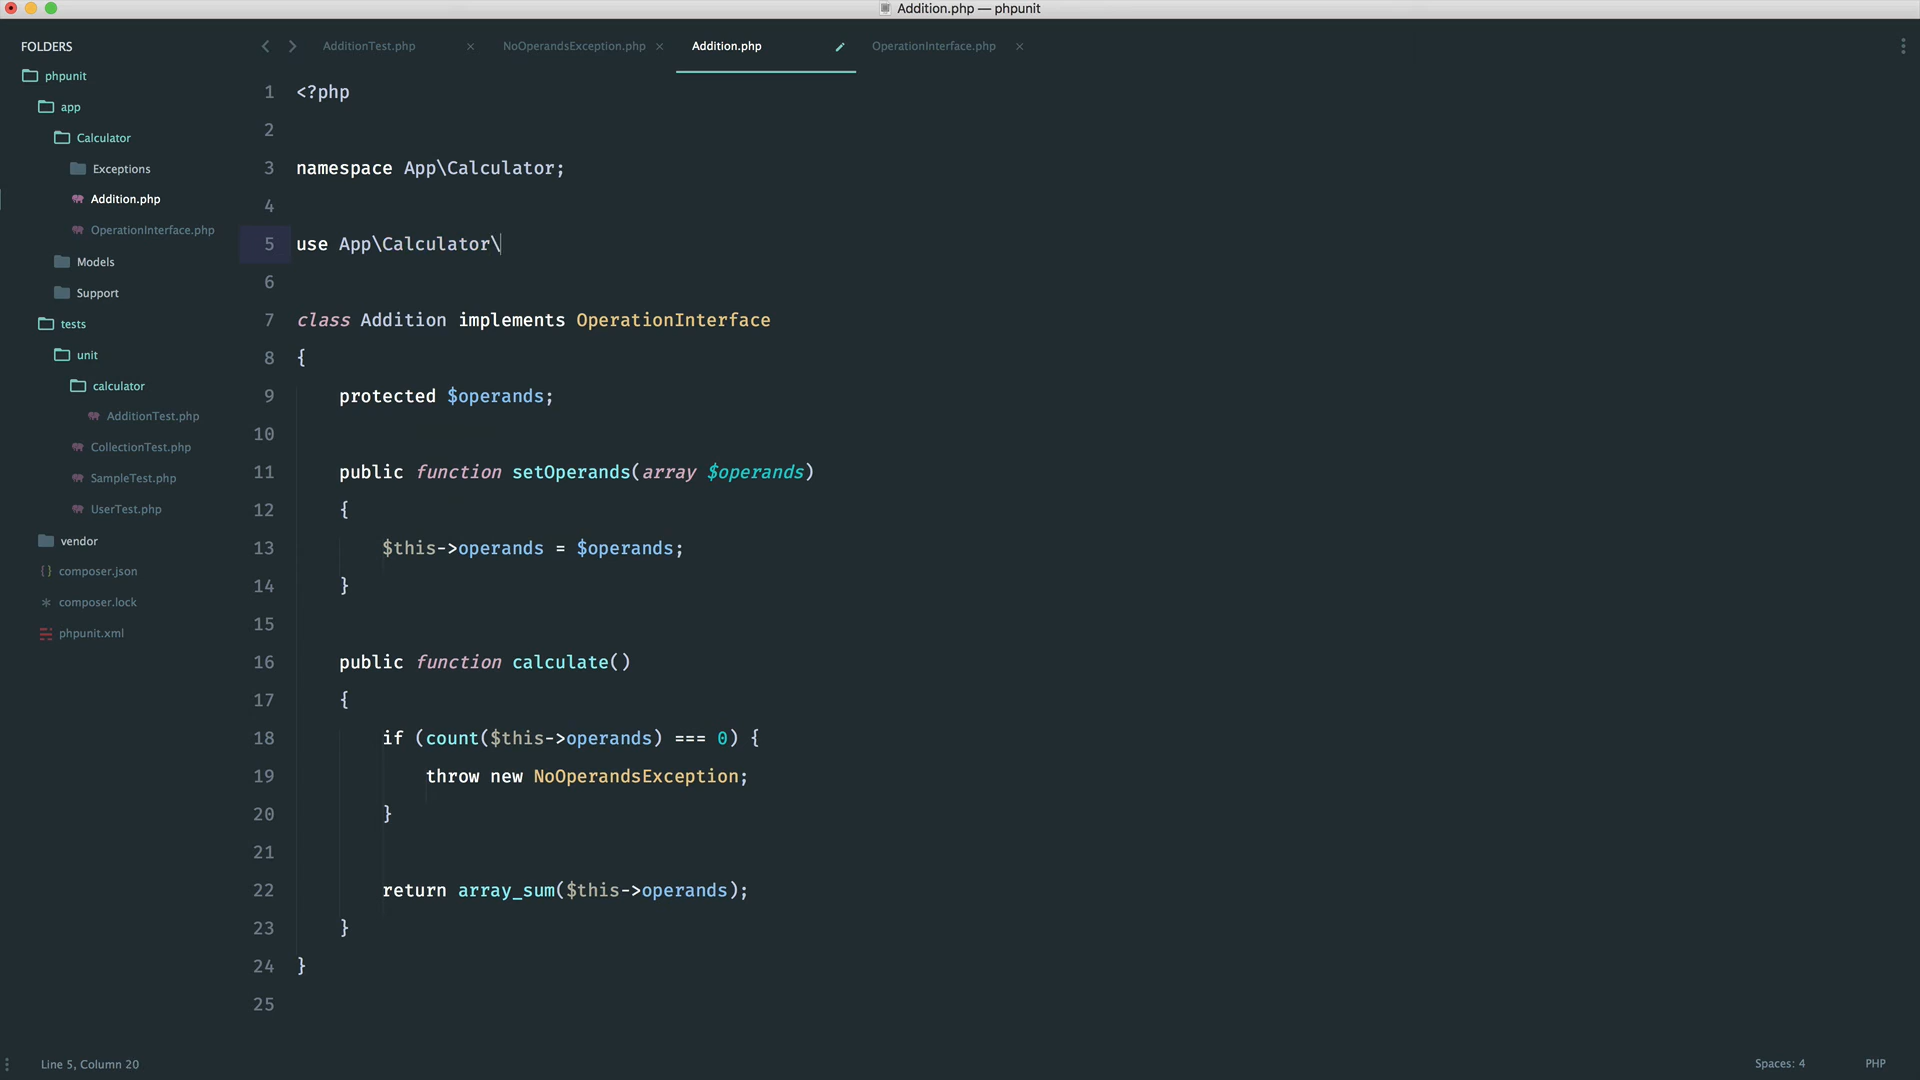 Addition.php — phpunit
FOLDERS
phpunit
app
Calculator
Exceptions
Addition.php
OperationInterface.php
Models
Support
tests
unit
calculator
AdditionTest.php
CollectionTest.php
SampleTest.php
UserTest.php
vendor
composer.json
composer.lock
phpunit.xml
AdditionTest.php × NoOperandsException.php × Addition.php OperationInterface.php ×
1 <?php
2
3 namespace App\Calculator;
4
5 use App\Calculator\
6
7 class Addition implements OperationInterface
8 {
9     protected $operands;
10
11     public function setOperands(array $operands)
12     {
13         $this->operands = $operands;
14     }
15
16     public function calculate()
17     {
18         if (count($this->operands) === 0) {
19             throw new NoOperandsException;
20         }
21
22         return array_sum($this->operands);
23     }
24 }
25
Line 5, Column 20
Spaces: 4 PHP